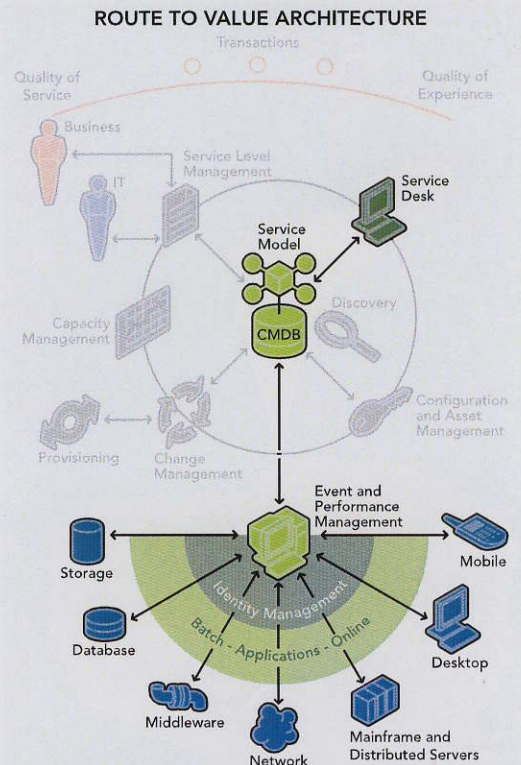 ROUTE TO VALUE ARCHITECTURE
Transactions
Quality of
Service
Quality of
Experience
Business
IT
Service Level
Management
Service
Desk
Service
Model
CMDB
Discovery
Capacity
Management
Configuration
and Asset
Management
Provisioning
Change
Management
Event and
Performance
Management
Storage
Mobile
Identity Management
Database
Batch - Applications - Online
Desktop
Middleware
Network
Mainframe and
Distributed Servers